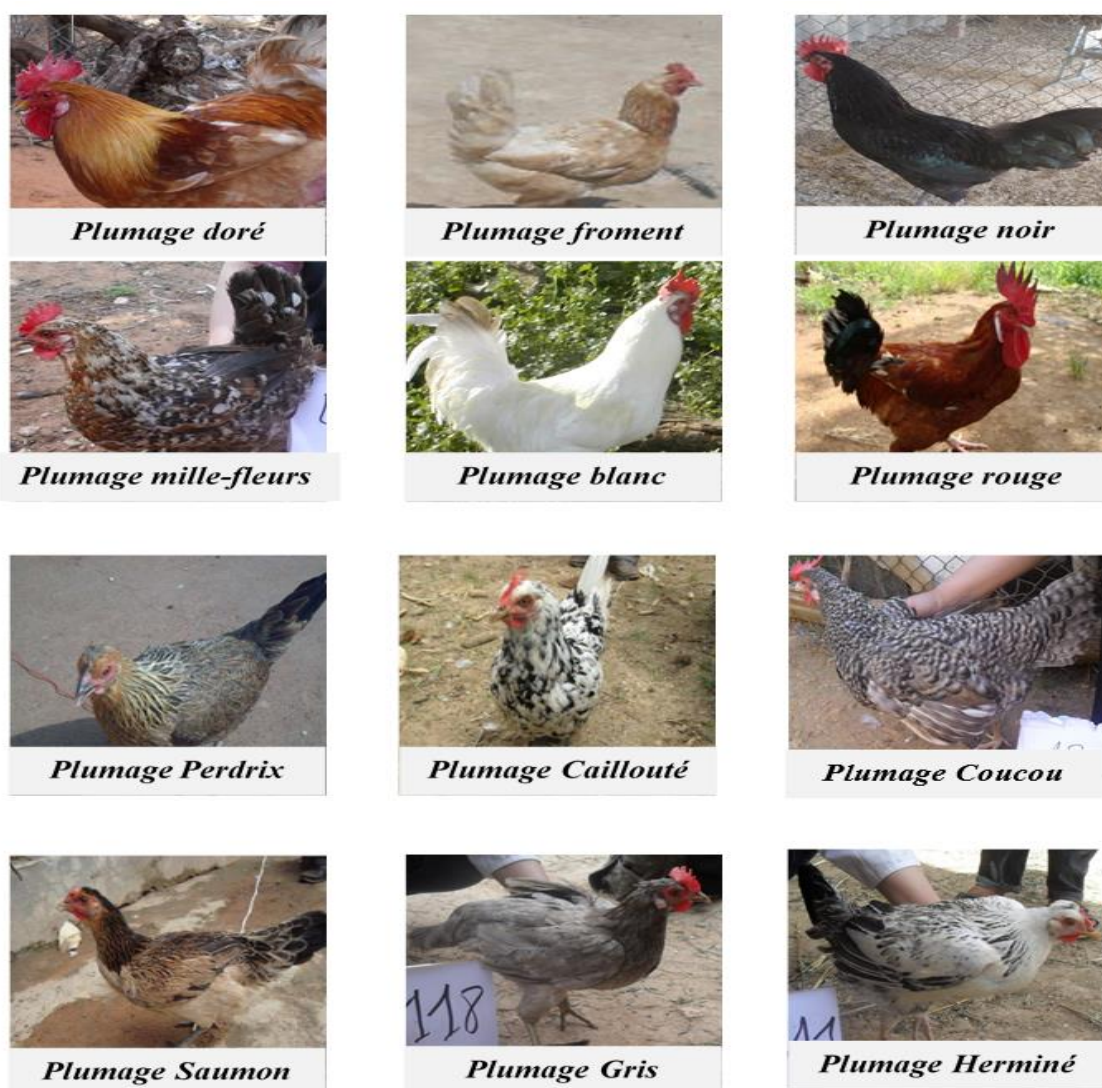 Plumage doré
Plumage froment
Plumage noir
Plumage mille-fleurs
Plumage blanc
Plumage rouge
Plumage Perdrix
Plumage Caillouté
Plumage Coucou
Plumage Saumon
118
Plumage Gris
11
Plumage Herminé